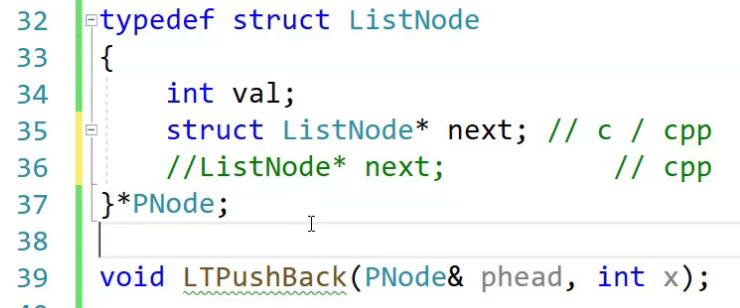 32 typedef struct ListNode
33 {
34 int val;
35 struct ListNode* next; // c / cpp
36 //ListNode* next; // cpp
37 }*PNode;
38
39 void LTPushBack(PNode& phead, int x);